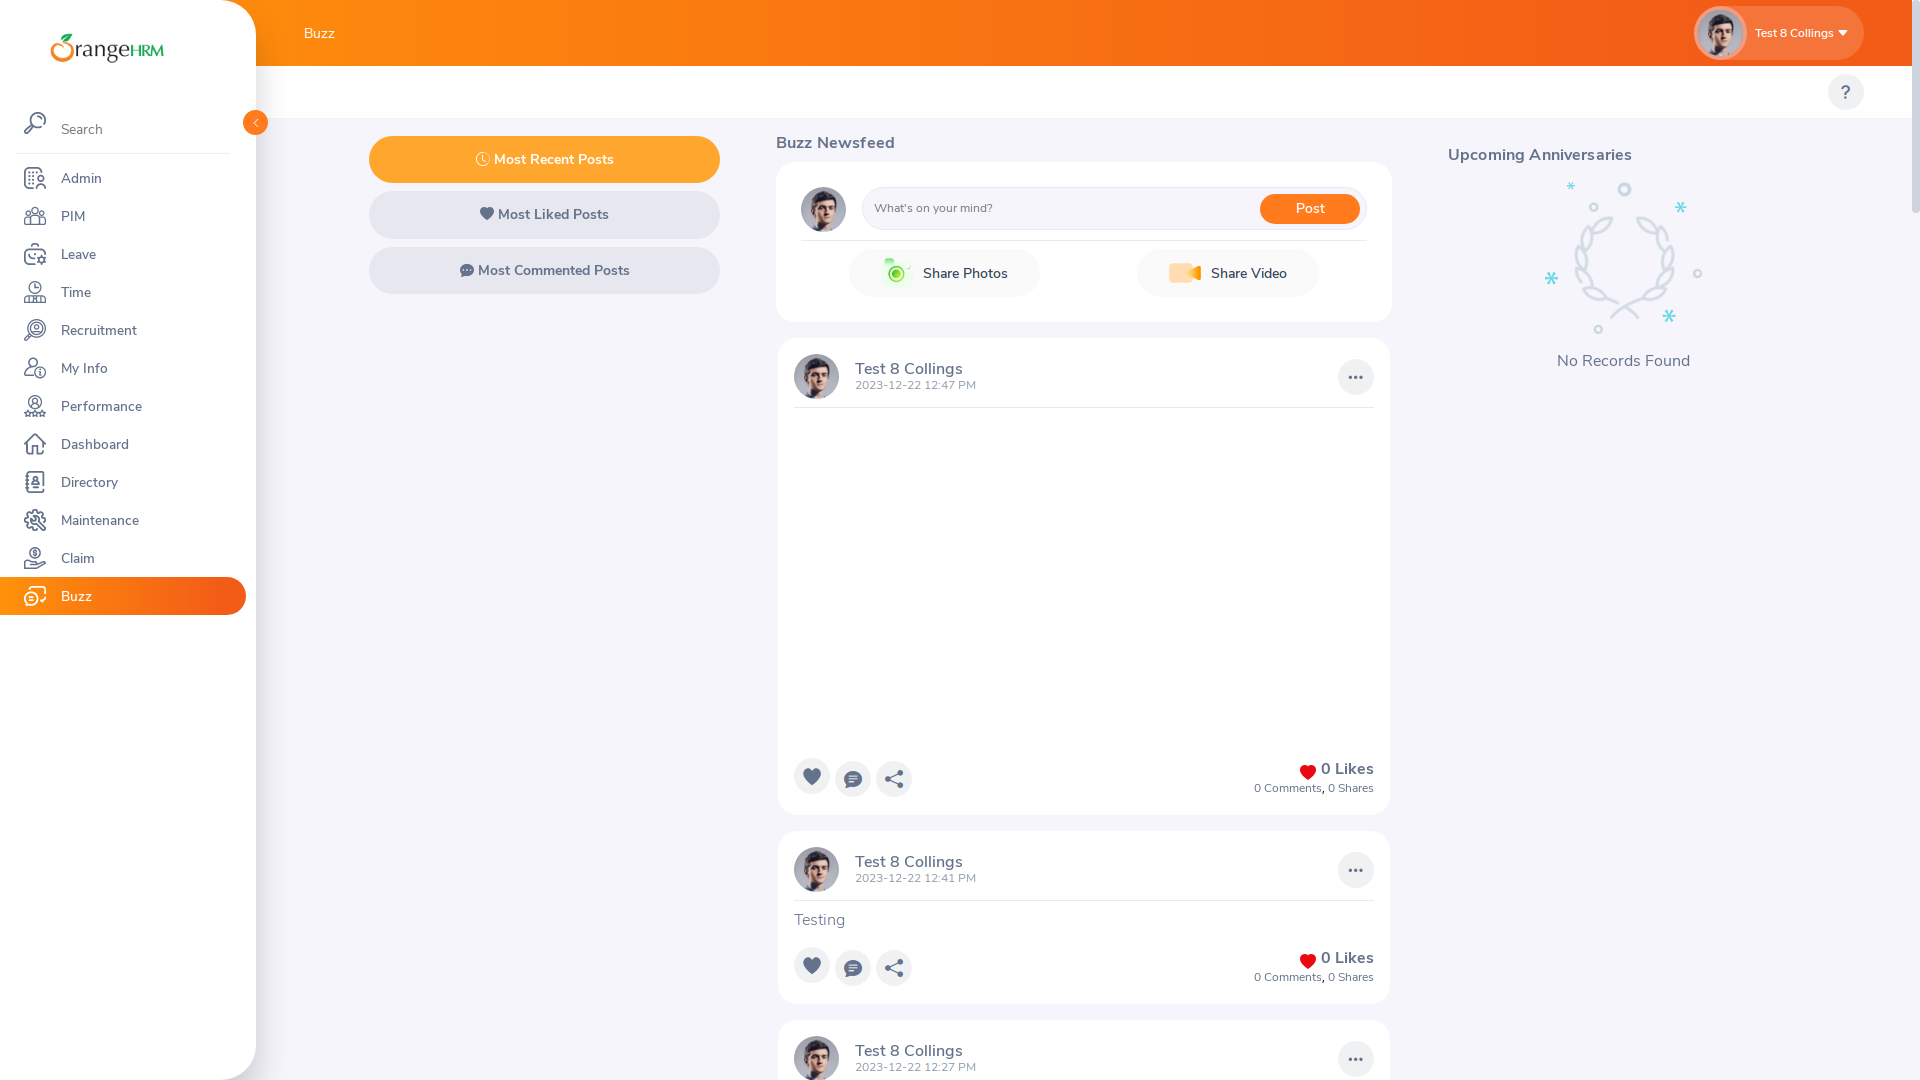 OrangeHRM
Search
Admin
PIM
Leave
Time
Recruitment
My Info
Performance
Dashboard
Directory
Maintenance
Claim
Buzz
Buzz
Test 8 Collings
?
Most Recent Posts
Most Liked Posts
Most Commented Posts
Buzz Newsfeed
What's on your mind?
Post
Share Photos
Share Video
Test 8 Collings
2023-12-22 12:47 PM
0 Likes
0 Comments, 0 Shares
Test 8 Collings
2023-12-22 12:41 PM
Testing
0 Likes
0 Comments, 0 Shares
Test 8 Collings
2023-12-22 12:27 PM
Upcoming Anniversaries
No Records Found